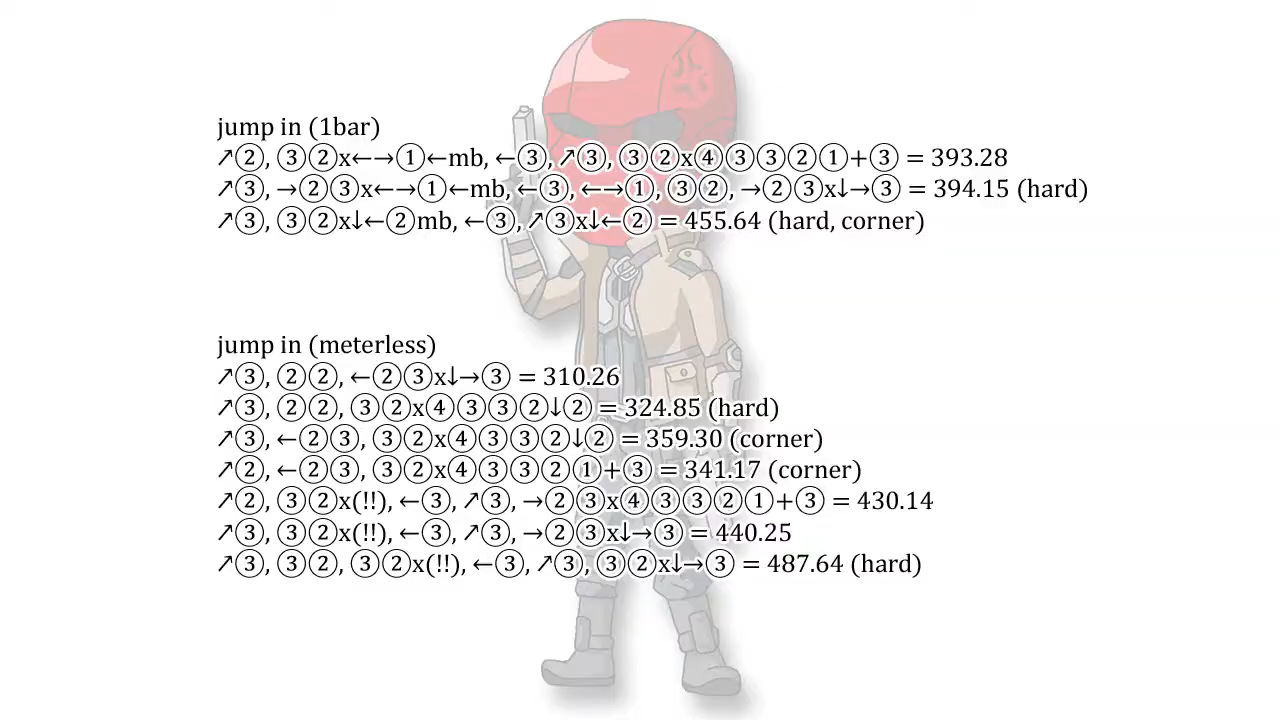 jump in (1bar)
↗②, ③②x←→①←mb, ←③, ↗③, ③②x④③③②①+③ = 393.28
↗③, →②③x←→①←mb, ←③, ←→①, ③②, →②③x↓→③ = 394.15 (hard)
↗③, ③②x↓←②mb, ←③, ↗③x↓←② = 455.64 (hard, corner)
jump in (meterless)
↗③, ②②, ←②③x↓→③ = 310.26
↗③, ②②, ③②x④③③②↓② = 324.85 (hard)
↗③, ←②③, ③②x④③③②↓② = 359.30 (corner)
↗②, ←②③, ③②x④③③②①+③ = 341.17 (corner)
↗②, ③②x(!!), ←③, ↗③, →②③x④③③②①+③ = 430.14
↗③, ③②x(!!), ←③, ↗③, →②③x↓→③ = 440.25
↗③, ③②, ③②x(!!), ←③, ↗③, ③②x↓→③ = 487.64 (hard)